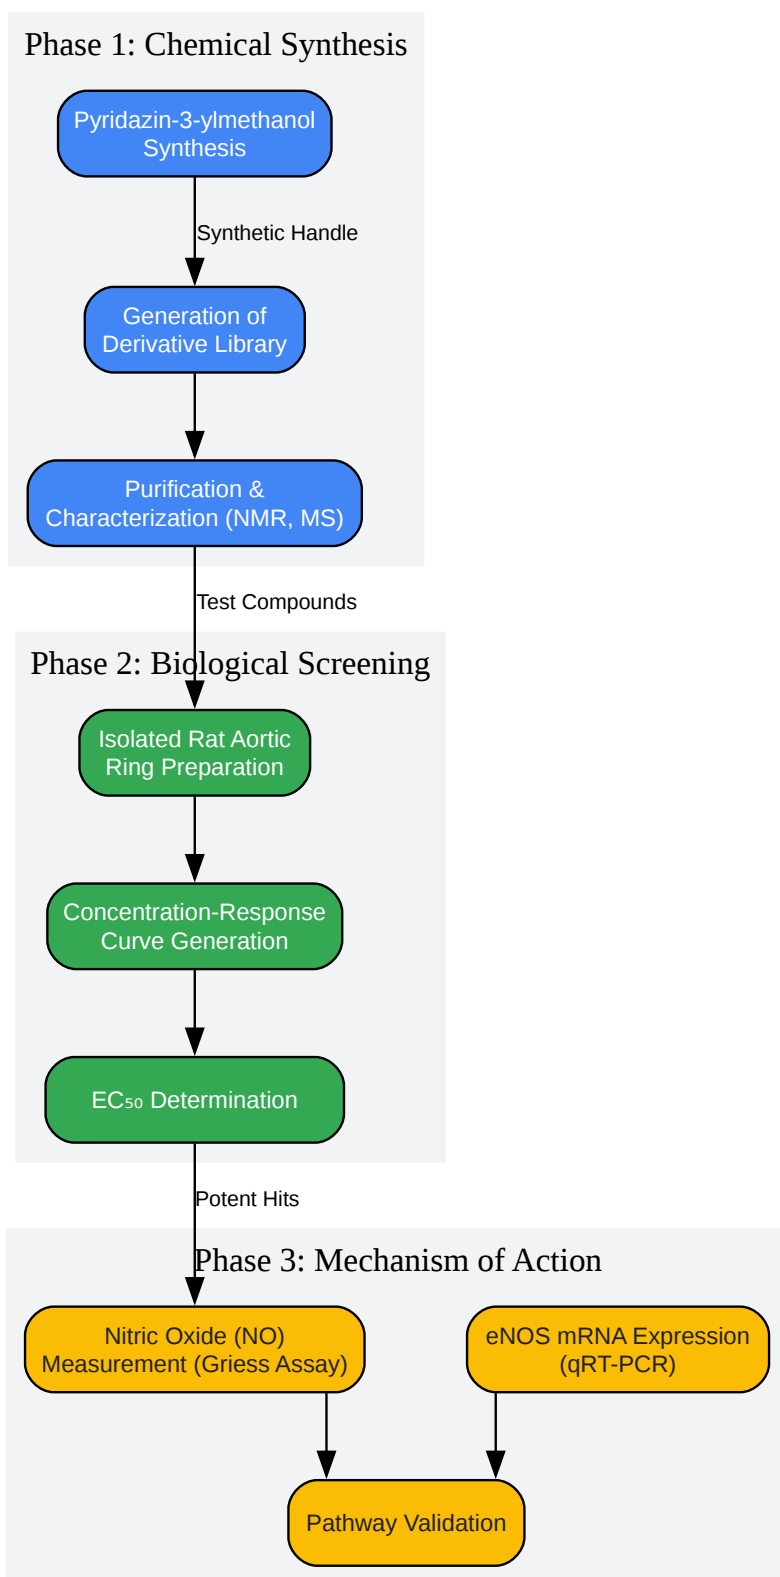 Phase 1: Chemical Synthesis
Pyridazin-3-ylmethanol
Synthesis
Synthetic Handle
Generation of
Derivative Library
Purification &
Characterization (NMR, MS)
Test Compounds
Phase 2: Biological Screening
Isolated Rat Aortic
Ring Preparation
Concentration-Response
Curve Generation
EC₅₀ Determination
Potent Hits
Phase 3: Mechanism of Action
Nitric Oxide (NO)
Measurement (Griess Assay)
eNOS mRNA Expression
(qRT-PCR)
Pathway Validation